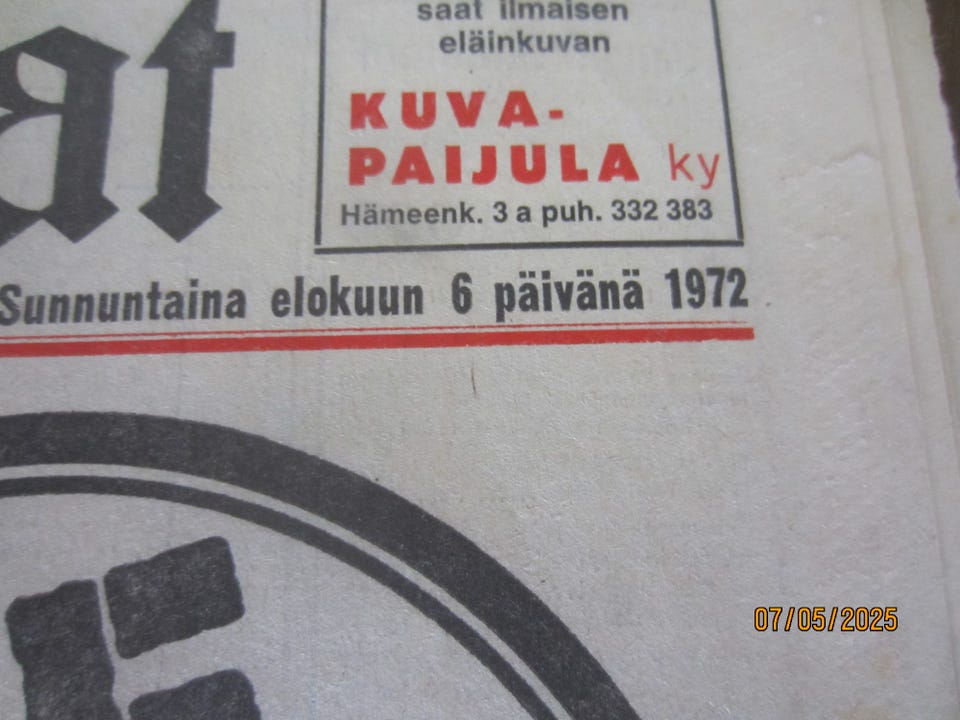 at
saat ilmaisen
eläinkuvan
KUVA-
PAIJULA ky
Hämeenk. 3 a puh. 332 383
Sunnuntaina elokuun 6 päivänä 1972
07/05/2025